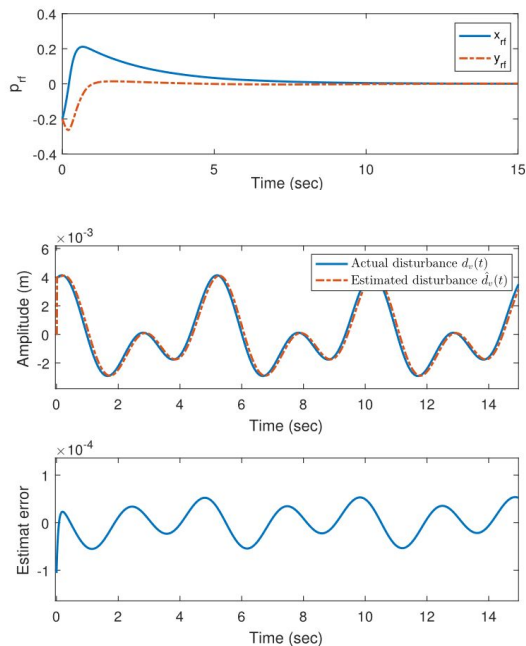 0.4
0.2
0
-0.2
-0.4
p_rf
x_rf
y_rf
0 5 10 15
Time (sec)
×10^-3
6
4
2
0
-2
Amplitude (m)
Actual disturbance d_v(t)
Estimated disturbance d̂_v(t)
0 2 4 6 8 10 12 14
Time (sec)
×10^-4
1
0
-1
Estimat error
0 2 4 6 8 10 12 14
Time (sec)